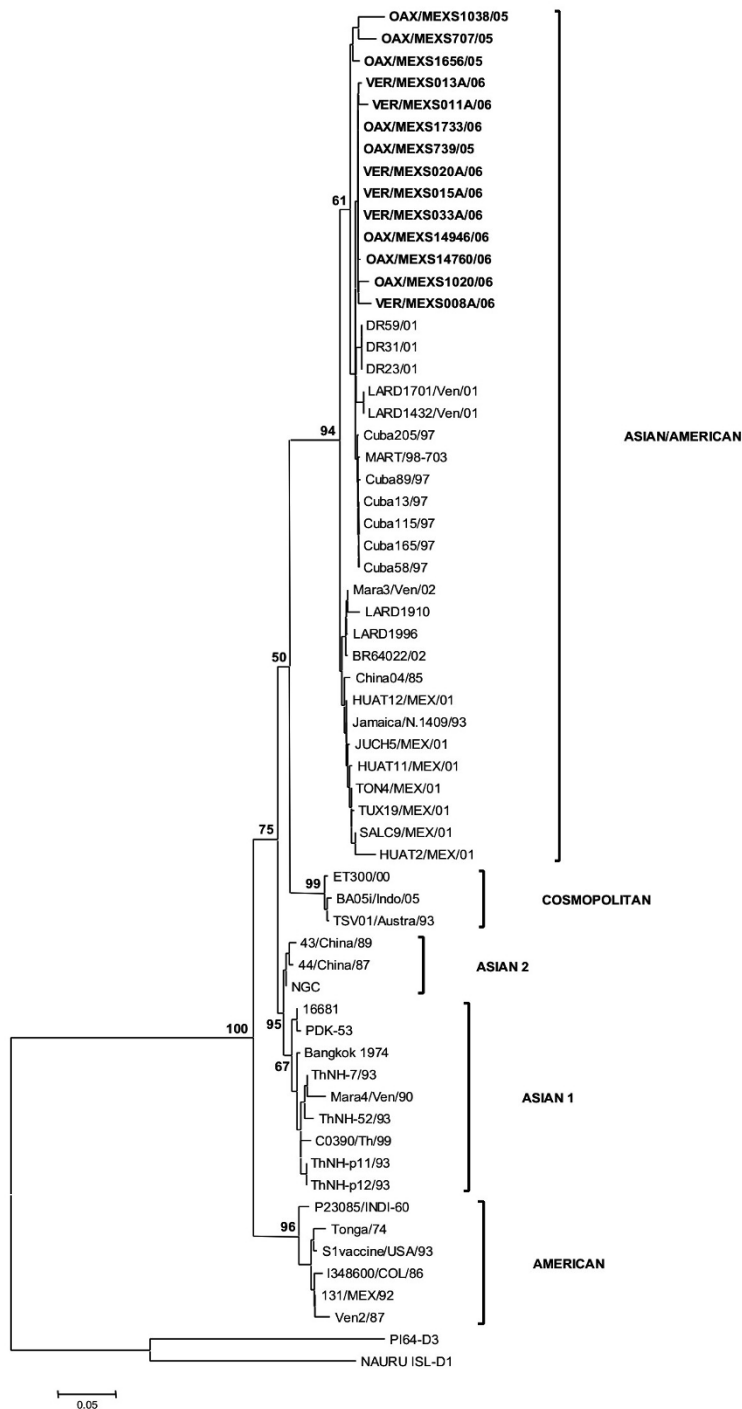 OAX/MEXS1038/05
OAX/MEXS707/05
OAX/MEXS1656/05
VER/MEXS013A/06
VER/MEXS011A/06
OAX/MEXS1733/06
OAX/MEXS739/05
VER/MEXS020A/06
VER/MEXS015A/06
61
VER/MEXS033A/06
OAX/MEXS14946/06
OAX/MEXS14760/06
OAX/MEXS1020/06
VER/MEXS008A/06
DR59/01
DR31/01
DR23/01
LARD1701/Ven/01
LARD1432/Ven/01
94
Cuba205/97
ASIAN/AMERICAN
MART/98-703
Cuba89/97
Cuba13/97
Cuba115/97
Cuba165/97
Cuba58/97
Mara3/Ven/02
LARD1910
LARD1996
BR64022/02
50
China04/85
HUAT12/MEX/01
Jamaica/N.1409/93
JUCH5/MEX/01
HUAT11/MEX/01
TON4/MEX/01
TUX19/MEX/01
75
SALC9/MEX/01
HUAT2/MEX/01
ET300/00
99
BA05i/Indo/05
COSMOPOLITAN
TSV01/Austra/93
43/China/89
44/China/87
ASIAN 2
NGC
16681
95
100
PDK-53
Bangkok 1974
67
ThNH-7/93
Mara4/Ven/90
ASIAN 1
ThNH-52/93
C0390/Th/99
ThNH-p11/93
ThNH-p12/93
P23085/INDI-60
96
Tonga/74
S1vaccine/USA/93
AMERICAN
I348600/COL/86
131/MEX/92
Ven2/87
PI64-D3
NAURU ISL-D1
0.05